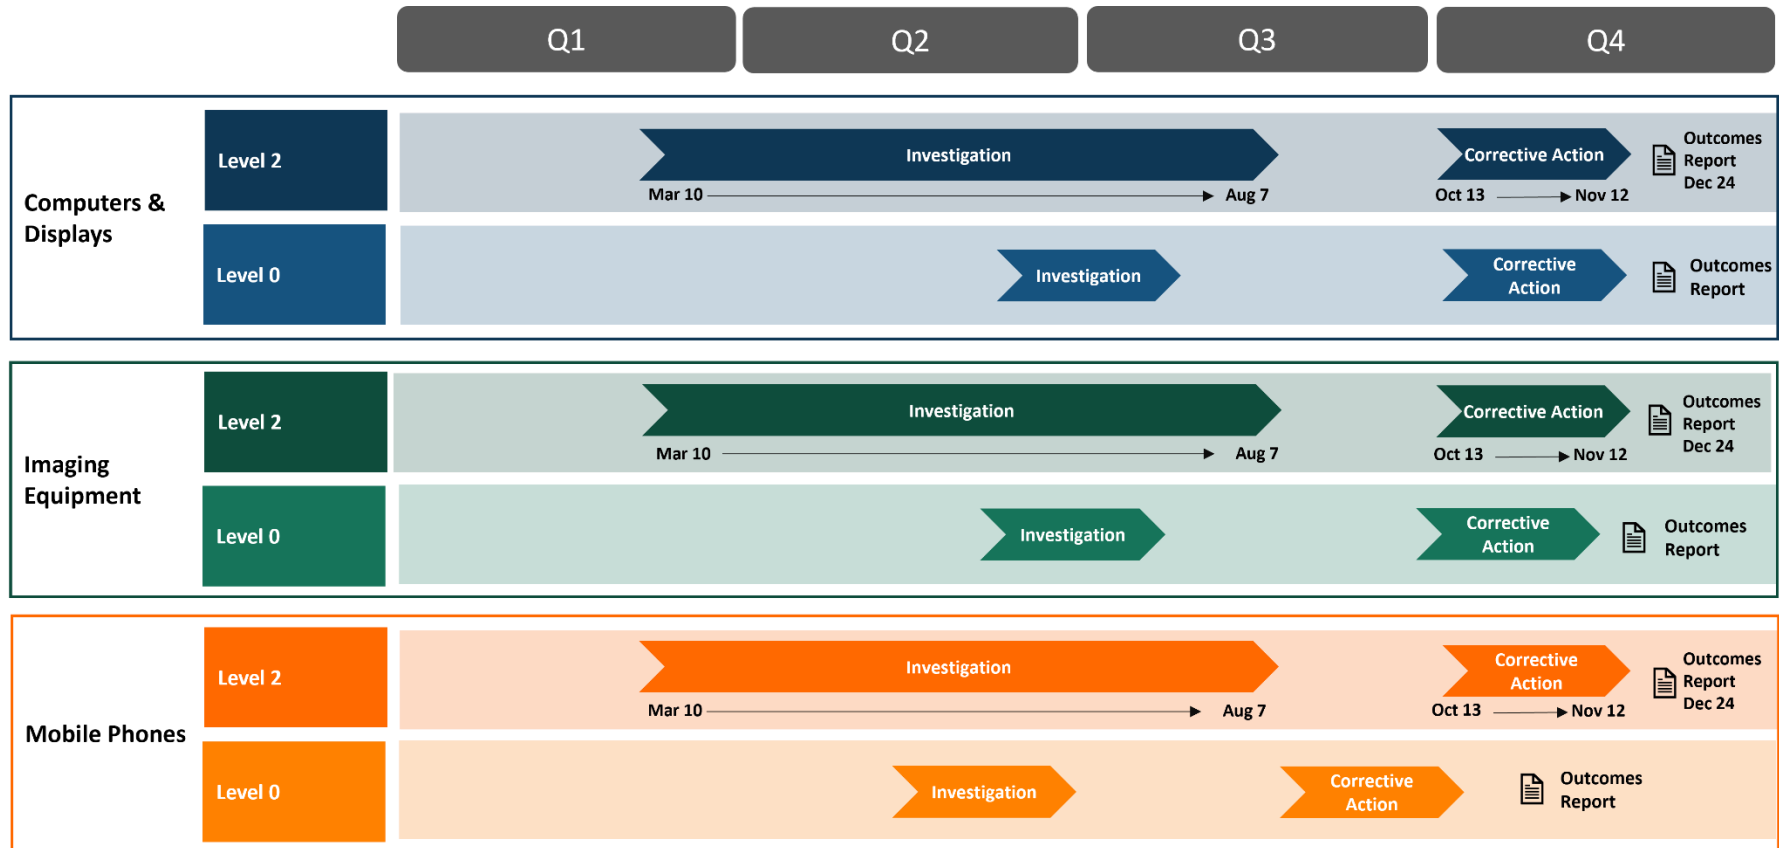 Q1 Q2 Q3 Q4
Computers &
Displays
Level 2
Investigation
Mar 10 Aug 7
Corrective Action
Oct 13 Nov 12
Outcomes
Report
Dec 24
Level 0
Investigation
Corrective
Action
Outcomes
Report
Imaging
Equipment
Level 2
Investigation
Mar 10 Aug 7
Corrective Action
Oct 13 Nov 12
Outcomes
Report
Dec 24
Level 0
Investigation
Corrective
Action
Outcomes
Report
Mobile Phones
Level 2
Investigation
Mar 10 Aug 7
Corrective
Action
Oct 13 Nov 12
Outcomes
Report
Dec 24
Level 0
Investigation
Corrective
Action
Outcomes
Report